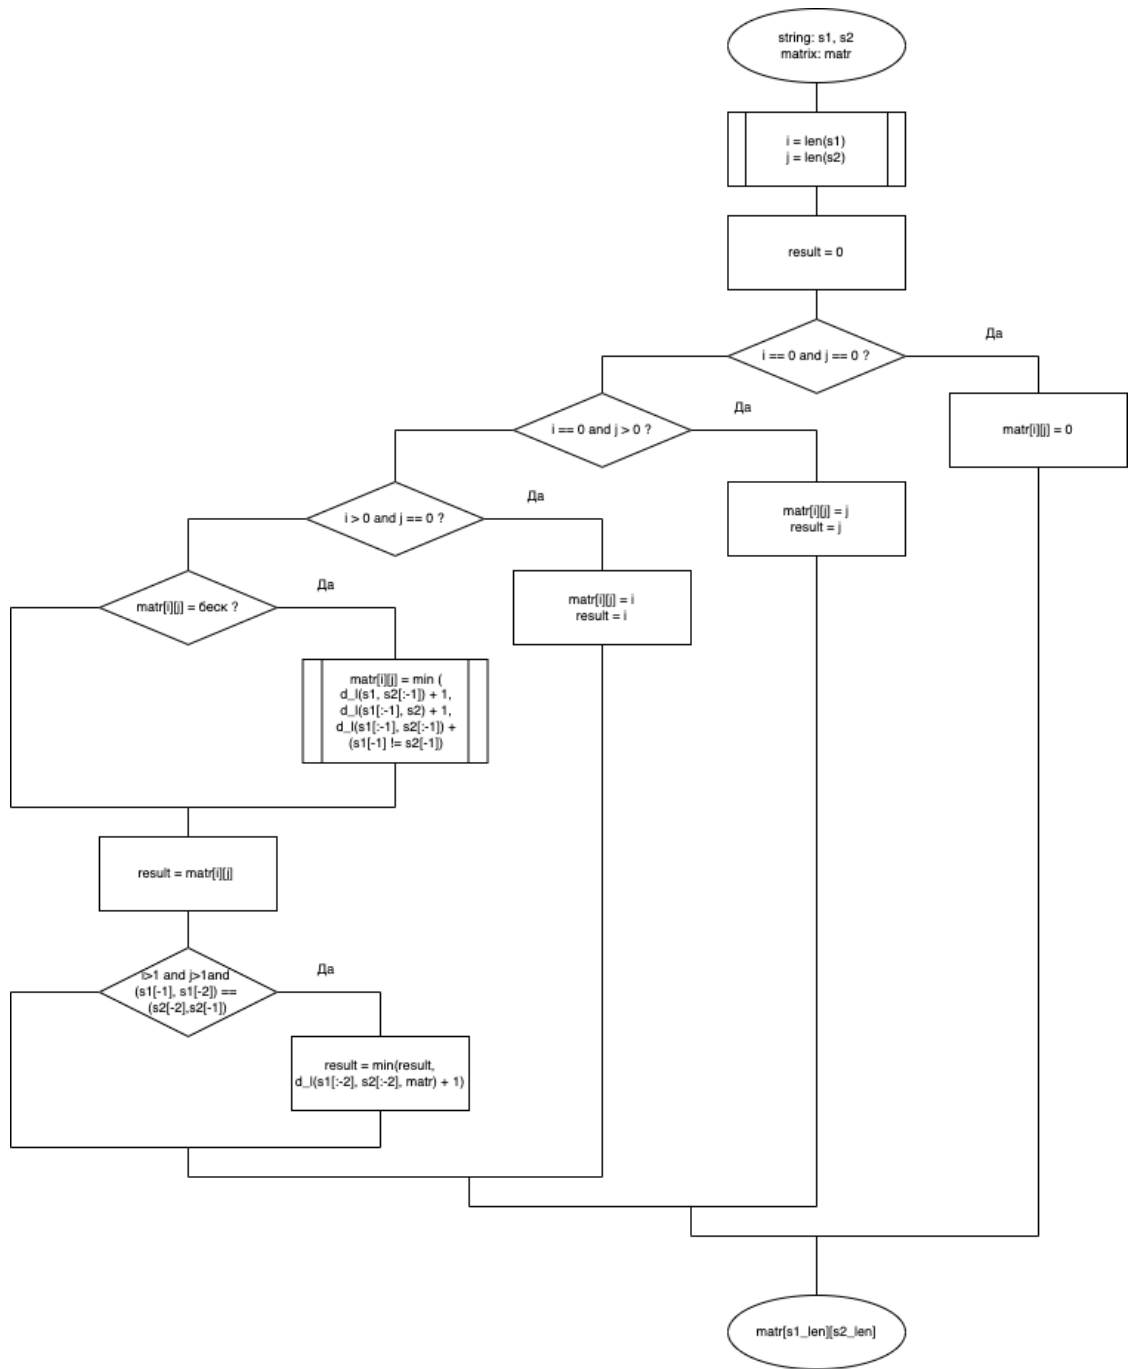 string: s1, s2
matrix: matr
i = len(s1)
j = len(s2)
result = 0
i == 0 and j == 0 ?
Да
matr[i][j] = 0
i == 0 and j > 0 ?
Да
matr[i][j] = j
result = j
i > 0 and j == 0 ?
Да
matr[i][j] = i
result = i
matr[i][j] = беск ?
Да
matr[i][j] = min (
d_l(s1, s2[:-1]) + 1,
d_l(s1[:-1], s2) + 1,
d_l(s1[:-1], s2[:-1]) +
(s1[-1] != s2[-1])
result = matr[i][j]
i>1 and j>1and
(s1[-1], s1[-2]) ==
(s2[-2],s2[-1])
Да
result = min(result,
d_l(s1[:-2], s2[:-2], matr) + 1)
matr[s1_len][s2_len]